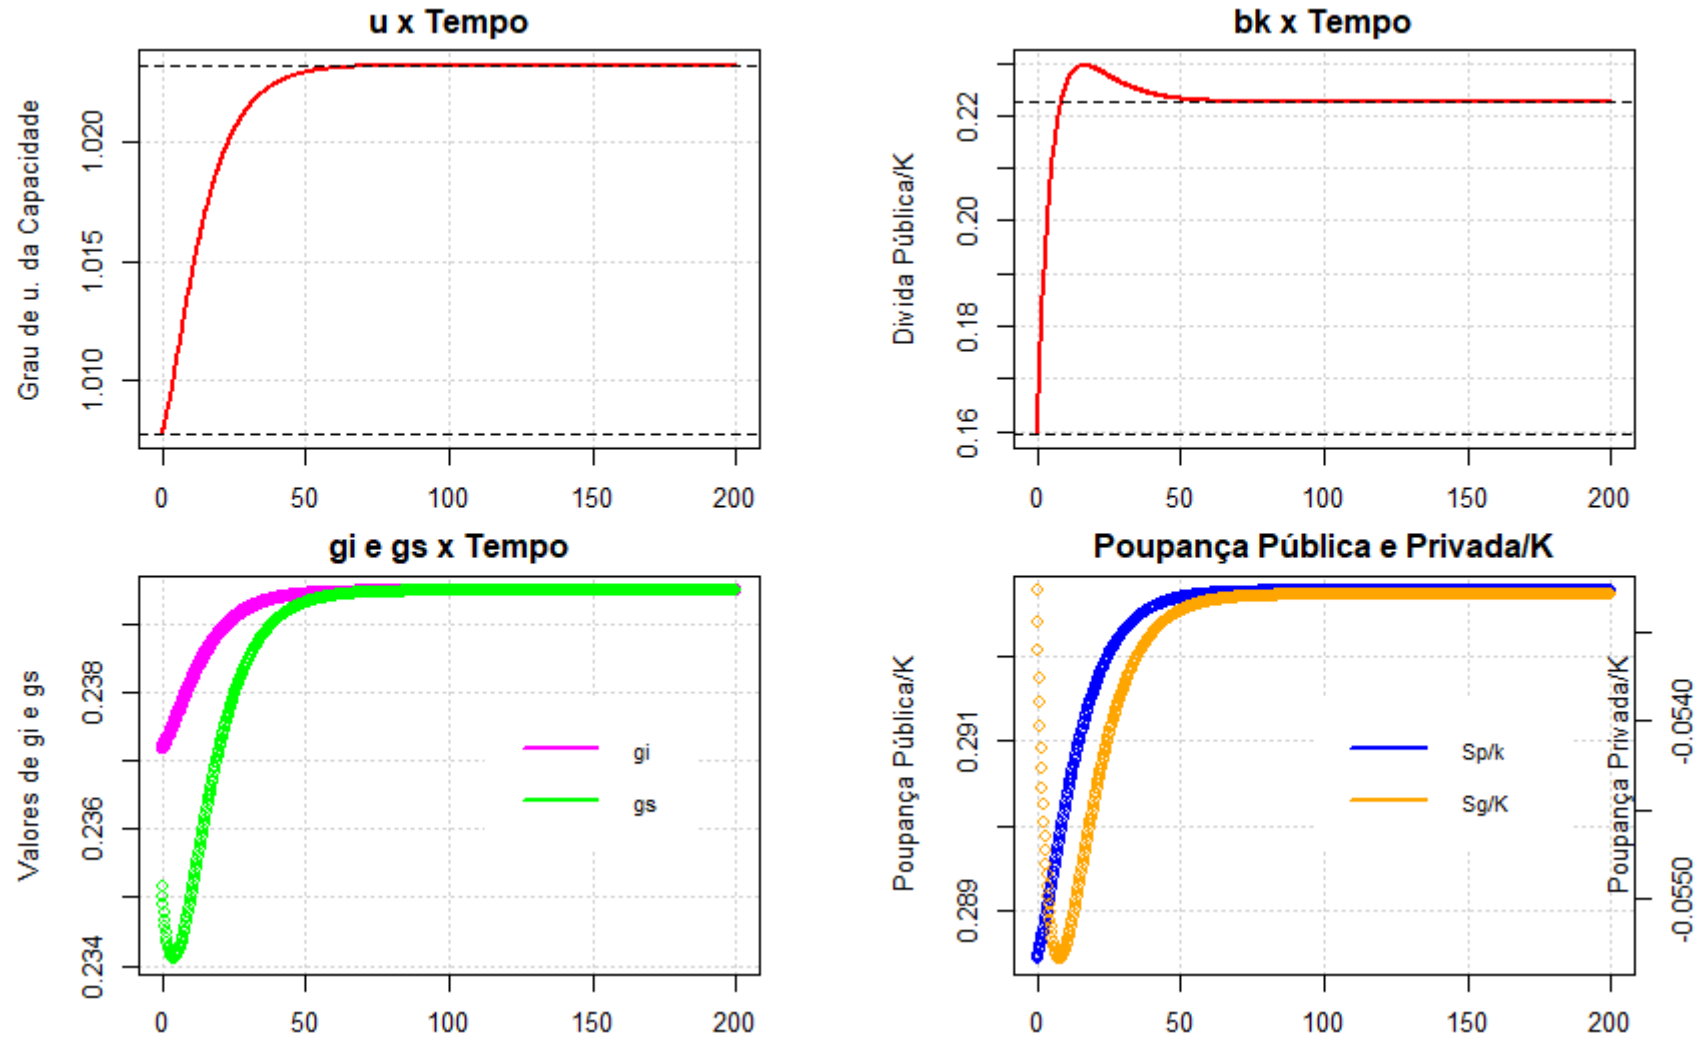 u x Tempo
Grau de u. da Capacidade
1.010 1.015 1.020
0 50 100 150 200
bk x Tempo
Divida Pública/K
0.16 0.18 0.20 0.22
0 50 100 150 200
gi e gs x Tempo
Valores de gi e gs
0.234 0.236 0.238
gi
gs
0 50 100 150 200
Poupança Pública e Privada/K
Poupança Pública/K
0.289 0.291
Sp/k
Sg/K
Poupança Privada/K
-0.0550 -0.0540
0 50 100 150 200